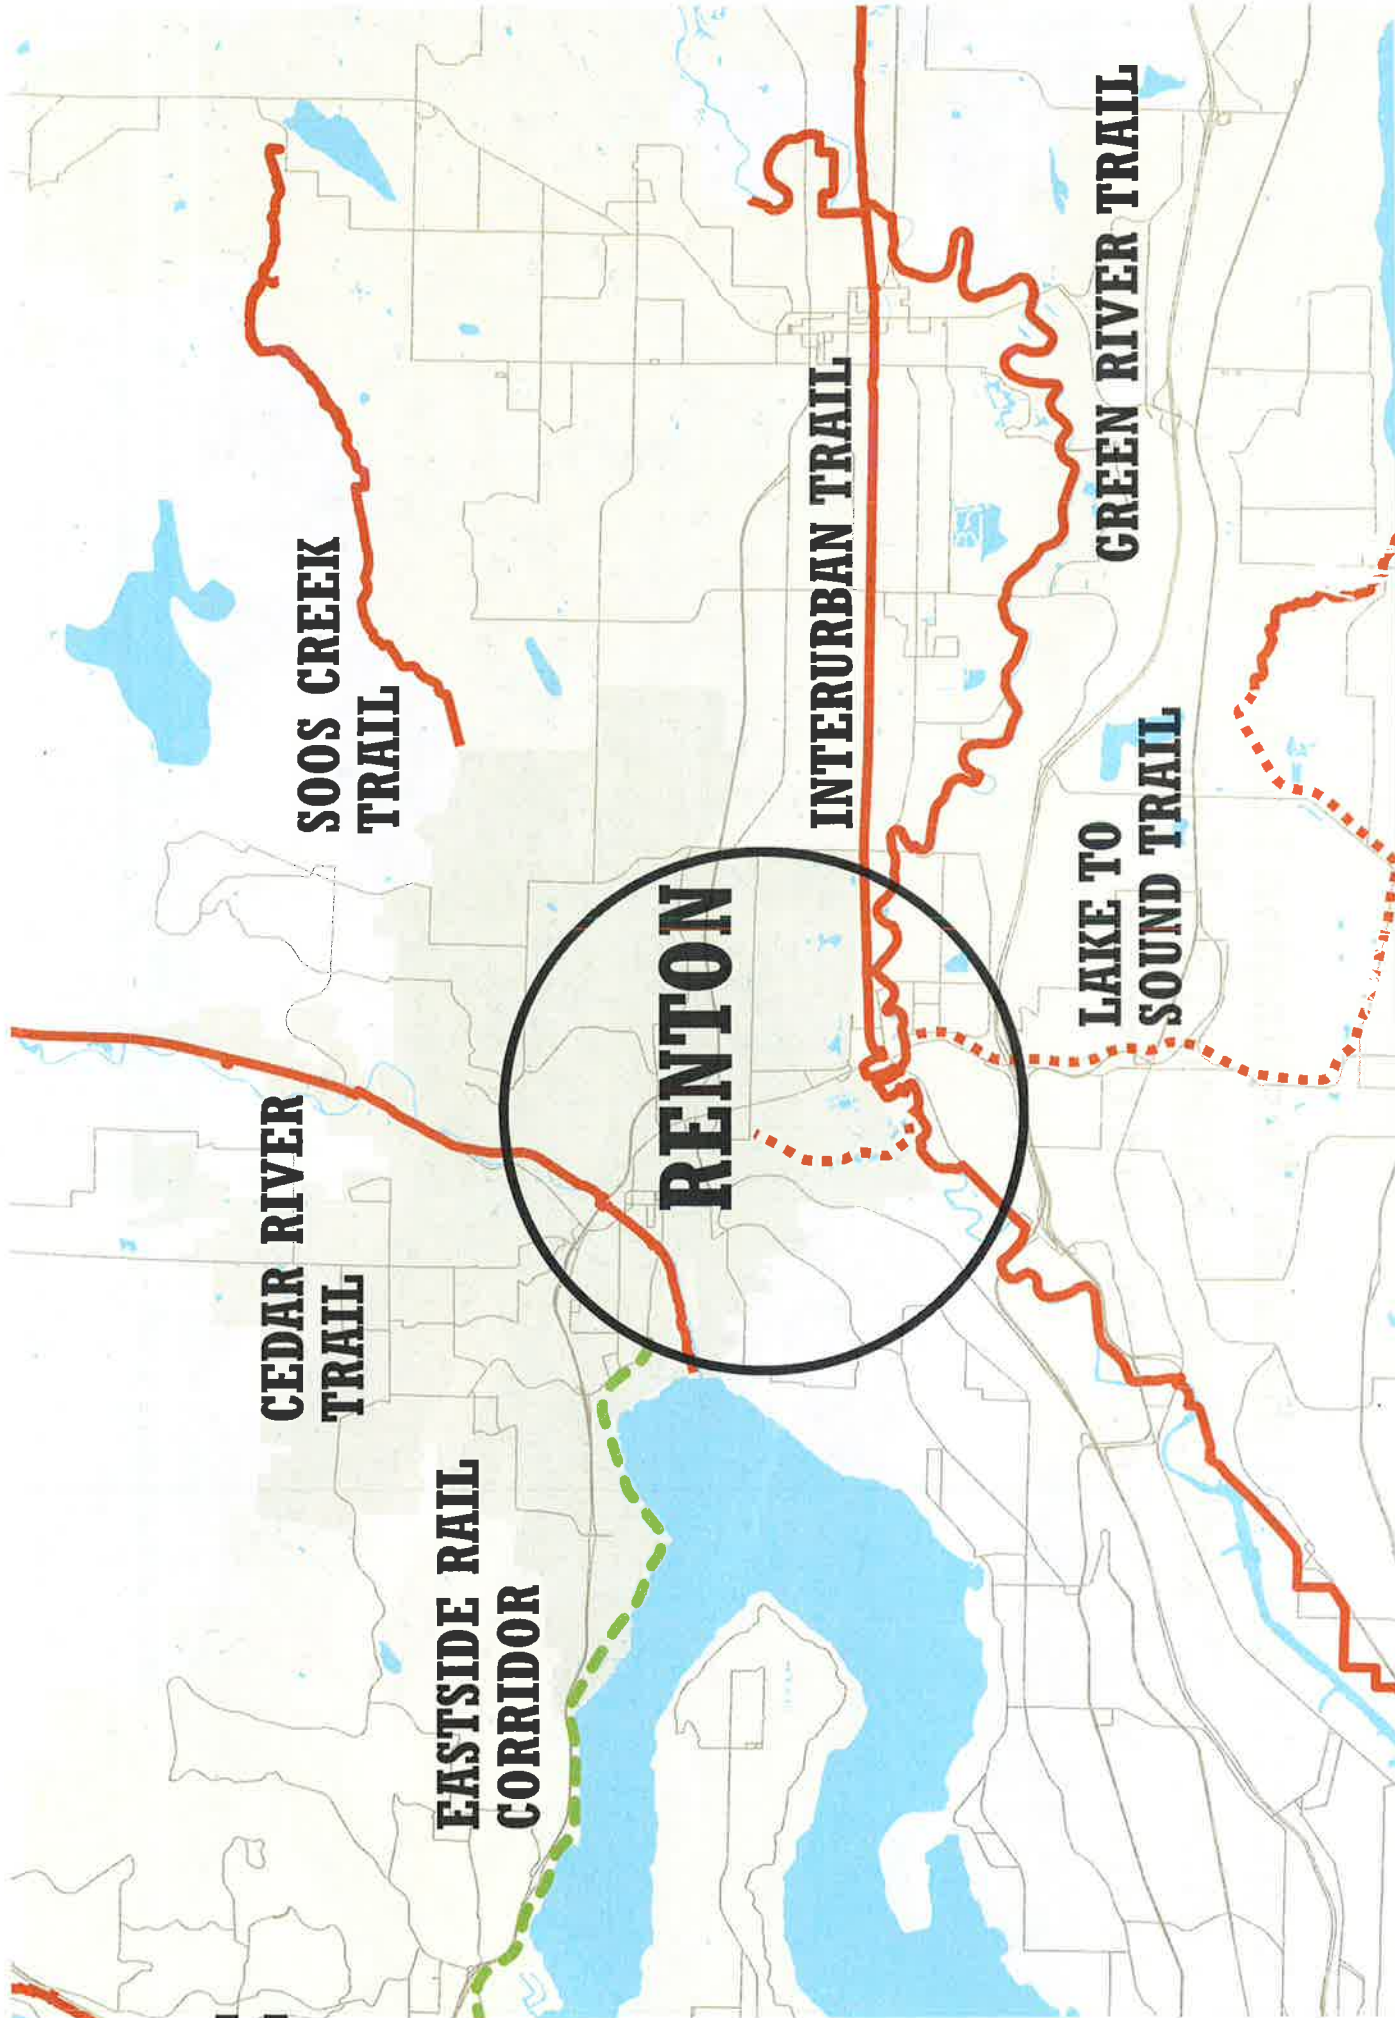 EASTSIDE RAIL
CORRIDOR
CEDAR RIVER
TRAIL
SOOS CREEK
TRAIL
RENTON
INTERURBAN TRAIL
LAKE TO
SOUND TRAIL
GREEN RIVER TRAIL